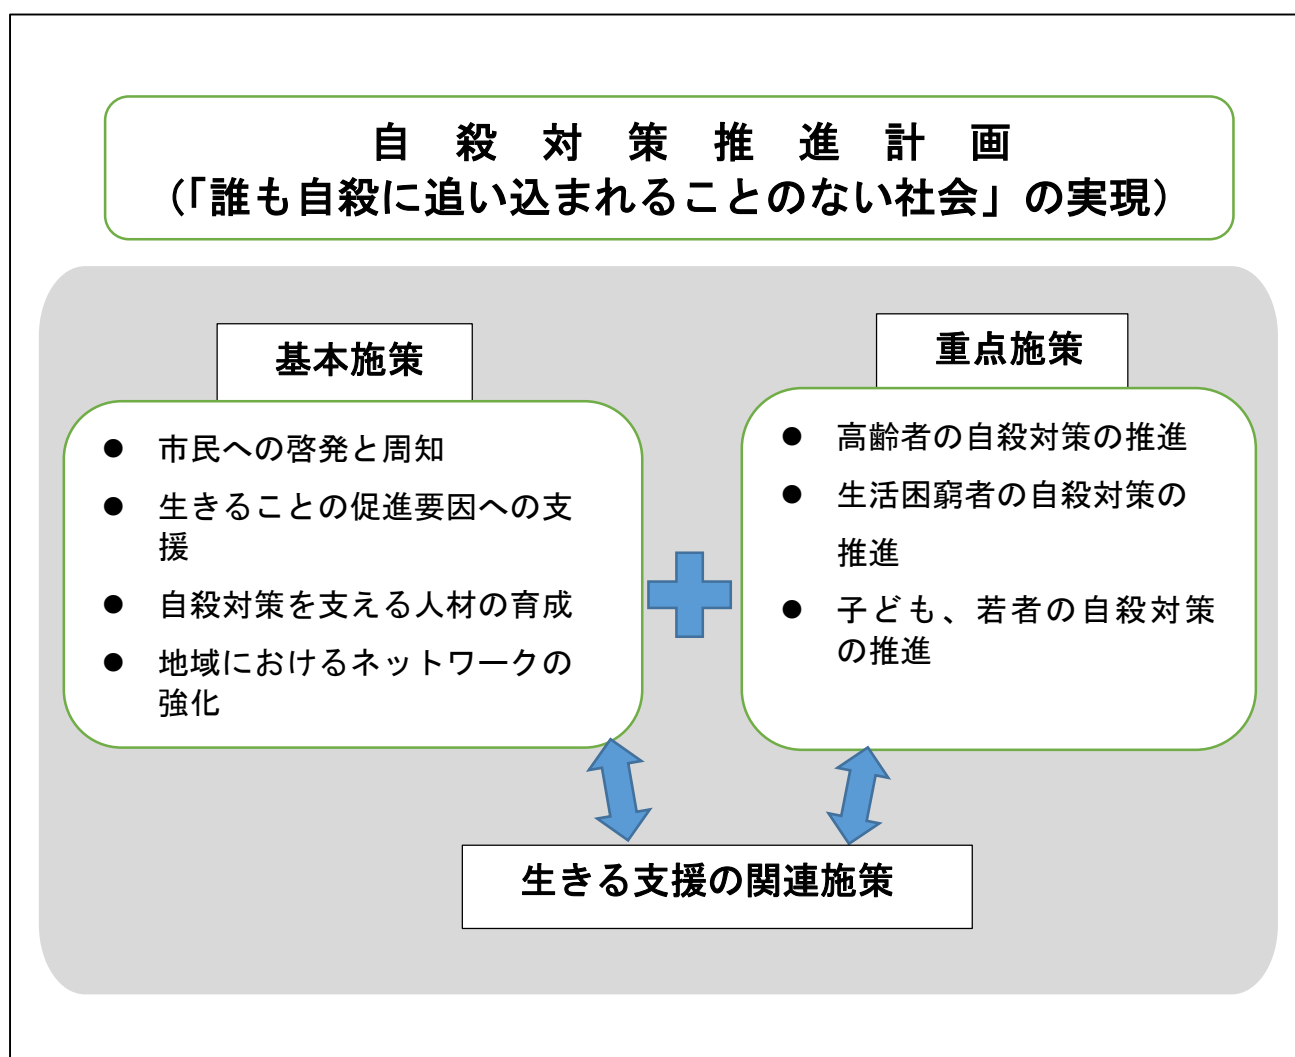 自　殺　対　策　推　進　計　画
（「誰も自殺に追い込まれることのない社会」の実現）
基本施策
● 市民への啓発と周知
● 生きることの促進要因への支
援
● 自殺対策を支える人材の育成
● 地域におけるネットワークの
強化
重点施策
● 高齢者の自殺対策の推進
● 生活困窮者の自殺対策の
推進
● 子ども、若者の自殺対策
の推進
生きる支援の関連施策